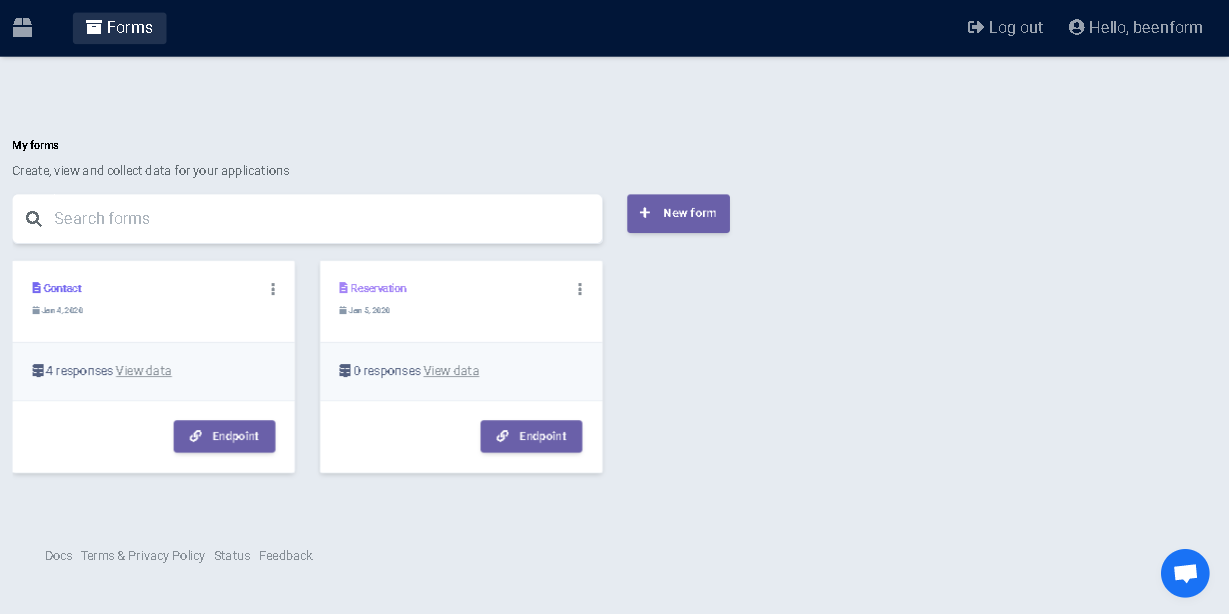 Forms
Log out
Hello, beenform
My forms
Create, view and collect data for your applications
Search forms
New form
Contact
Jan 4, 2020
4 responses View data
Endpoint
Reservation
Jan 5, 2020
0 responses View data
Endpoint
Docs Terms & Privacy Policy Status Feedback